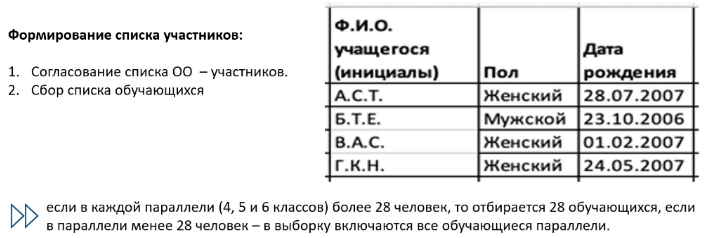 Формирование списка участников:
1. Согласование списка ОО – участников.
2. Сбор списка обучающихся
Ф.И.О. учащегося (инициалы) Пол Дата рождения
А.С.Т. Женский 28.07.2007
Б.Т.Е. Мужской 23.10.2006
В.А.С. Женский 01.02.2007
Г.К.Н. Женский 24.05.2007
если в каждой параллели (4, 5 и 6 классов) более 28 человек, то отбирается 28 обучающихся, если
в параллели менее 28 человек – в выборку включаются все обучающиеся параллели.